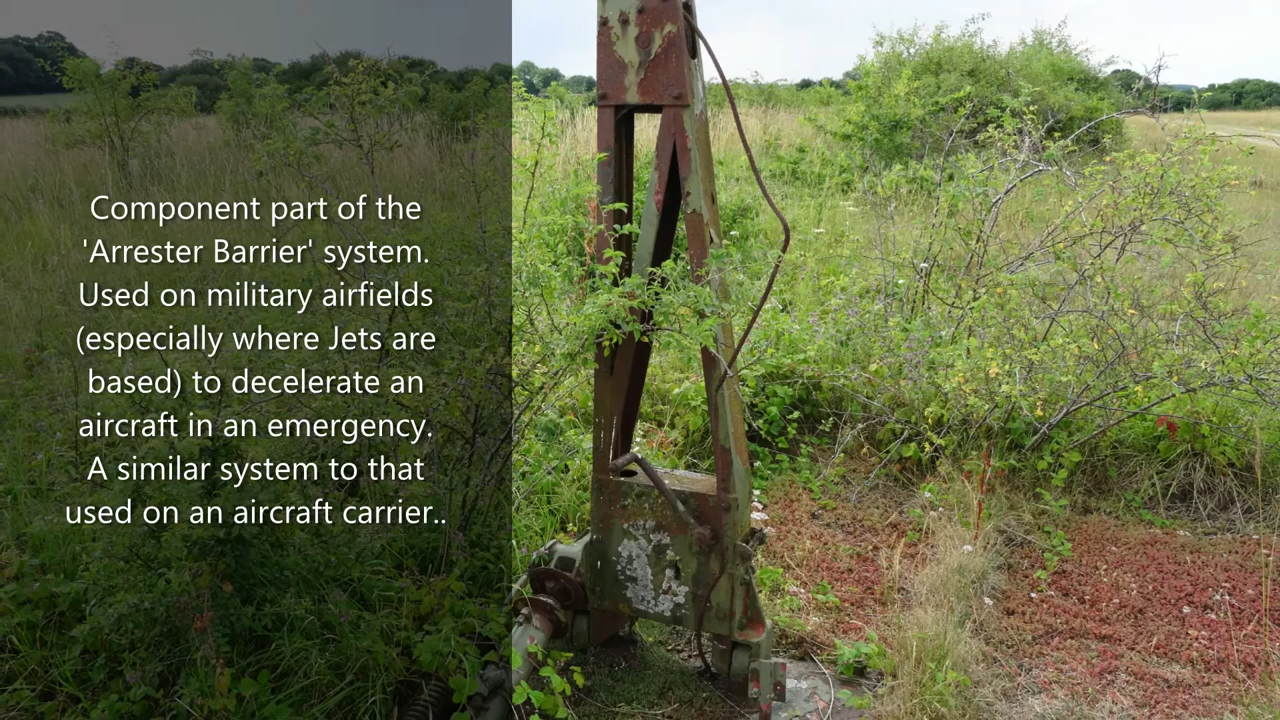 Component part of the
'Arrester Barrier' system.
Used on military airfields
(especially where Jets are
based) to decelerate an
aircraft in an emergency.
A similar system to that
used on an aircraft carrier..